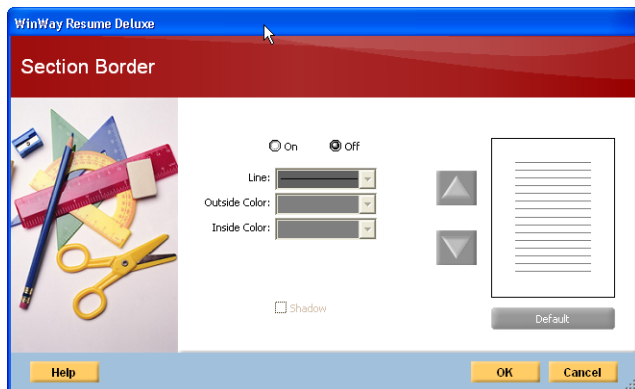 WinWay Resume Deluxe
Section Border
On Off
Line:
Outside Color:
Inside Color:
Shadow
Default
Help OK Cancel